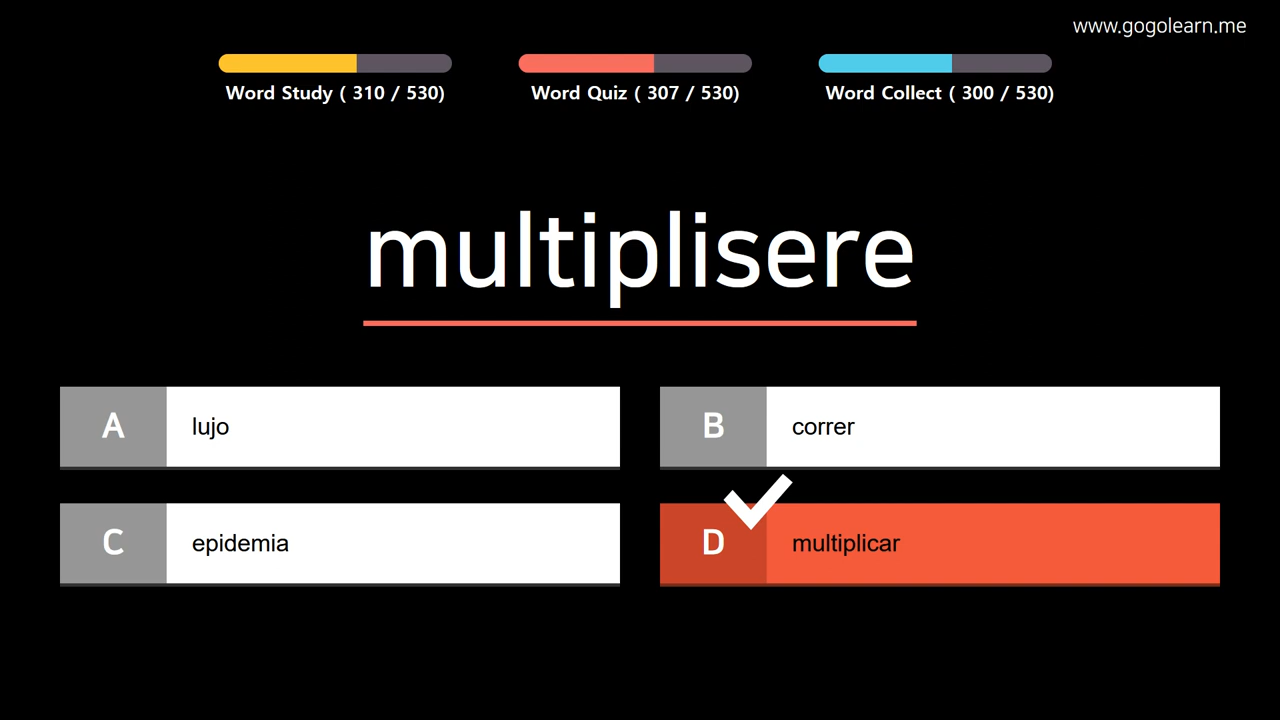 www.gogolearn.me
Word Study ( 310 / 530)
Word Quiz ( 307 / 530)
Word Collect ( 300 / 530)
multiplisere
A lujo
B correr
C epidemia
D multiplicar